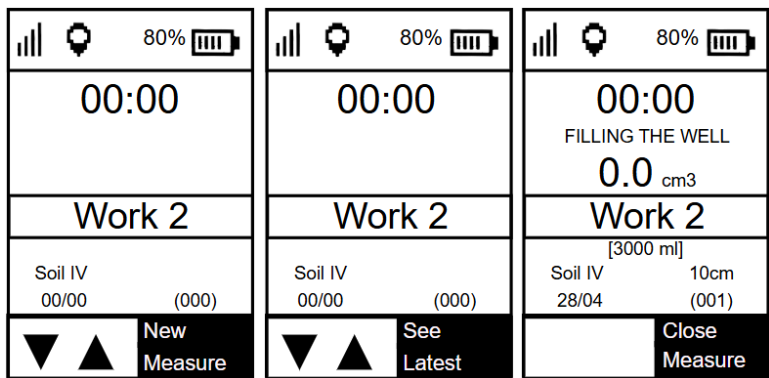 80%
00:00
Work 2
Soil IV
00/00 (000)
New
Measure
80%
00:00
Work 2
Soil IV
00/00 (000)
See
Latest
80%
00:00
FILLING THE WELL
0.0 cm3
Work 2
[3000 ml]
Soil IV 10cm
28/04 (001)
Close
Measure